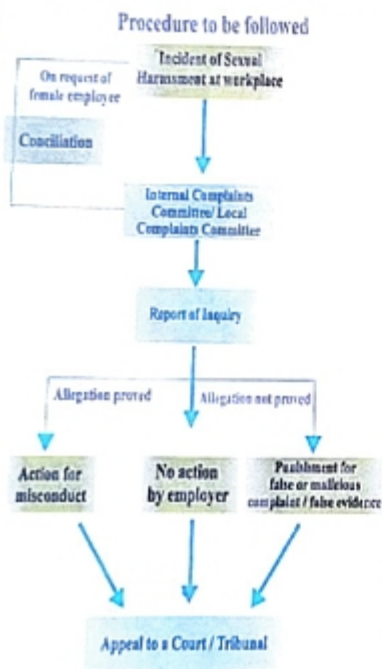 Procedure to be followed
Incident of Sexual
Harrasment at workplace
On request of
female employee
Conciliation
Internal Complaints
Committee/ Local
Complaints Committer
Report of Inquiry
Allegation proved
Allegation not proved
Action for
misconduct
No action
by employer
Punishment for
false or malicious
complaint / false evidence
Appeal to a Court / Tribunal